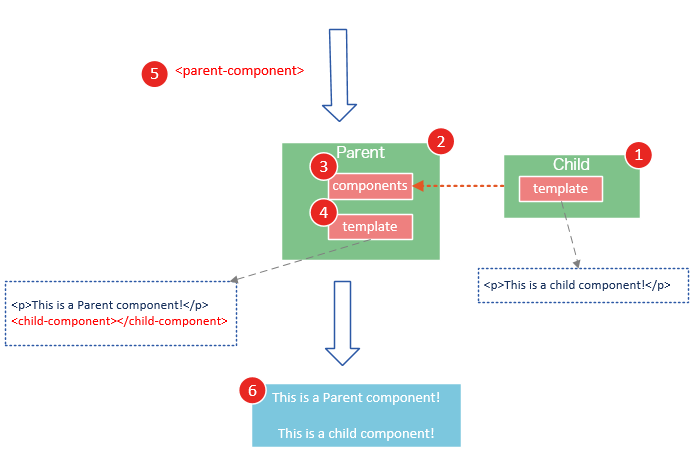 5 <parent-component>
2
1
Parent
Child
3
components
template
4
template
<p>This is a Parent component!</p>
<child-component></child-component>
<p>This is a child component!</p>
6
This is a Parent component!
This is a child component!